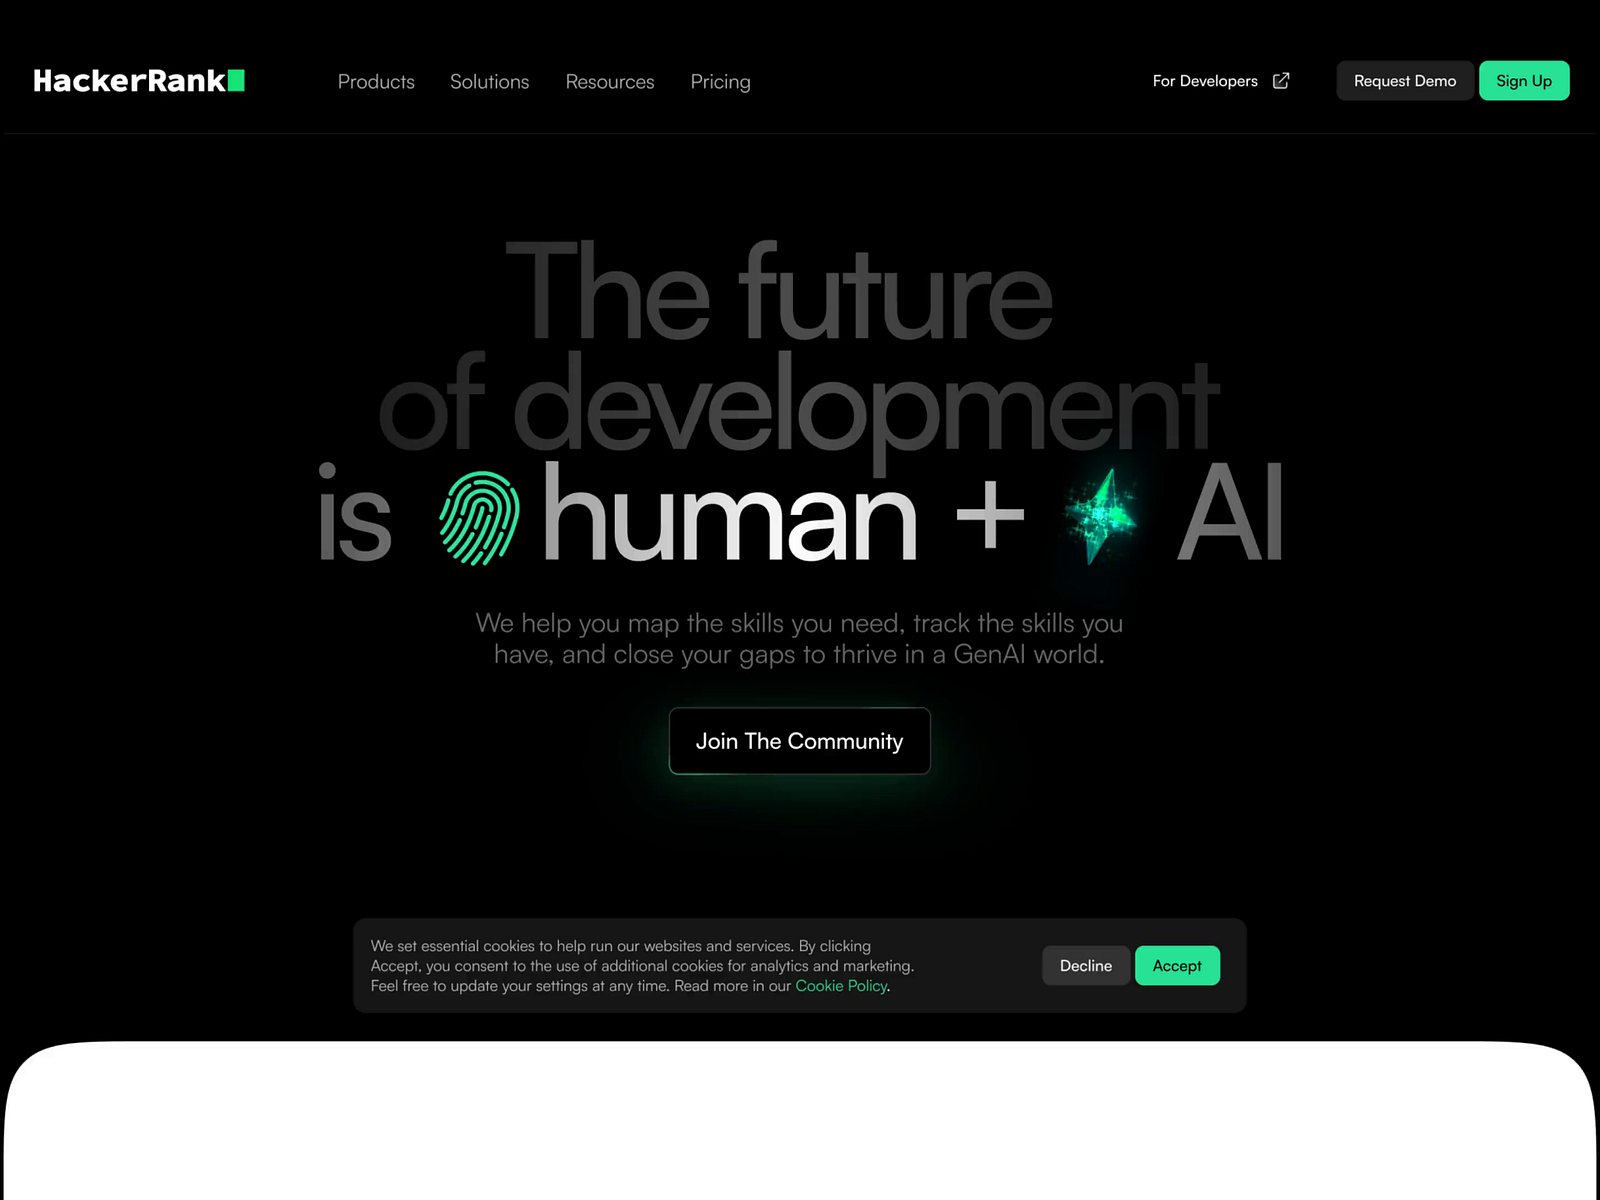 HackerRank
Products Solutions Resources Pricing
For Developers
Request Demo
Sign Up
The future
of development
is human + AI
We help you map the skills you need, track the skills you
have, and close your gaps to thrive in a GenAI world.
Join The Community
We set essential cookies to help run our websites and services. By clicking
Accept, you consent to the use of additional cookies for analytics and marketing.
Feel free to update your settings at any time. Read more in our Cookie Policy.
Decline
Accept